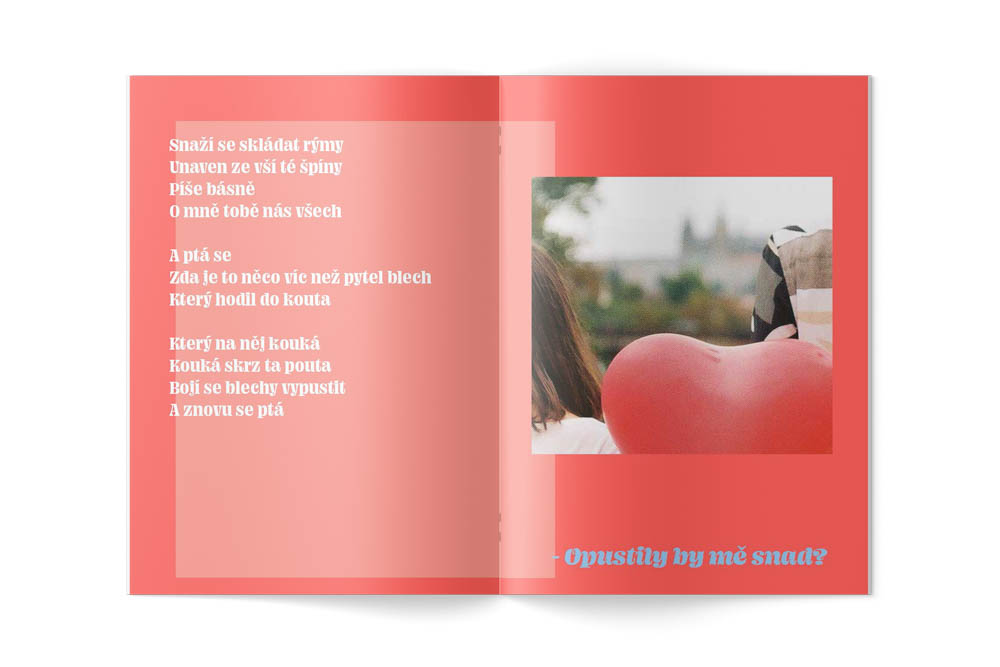 Snaží se skládat rýmy
Unaven ze vší té špíny
Píše básně
O mně tobě nás všech
A ptá se
Zda je to něco víc než pytel blech
Který hodil do kouta
Který na něj kouká
Kouká skrz ta pouta
Bojí se blechy vypustit
A znovu se ptá
- Opustily by mě snad?